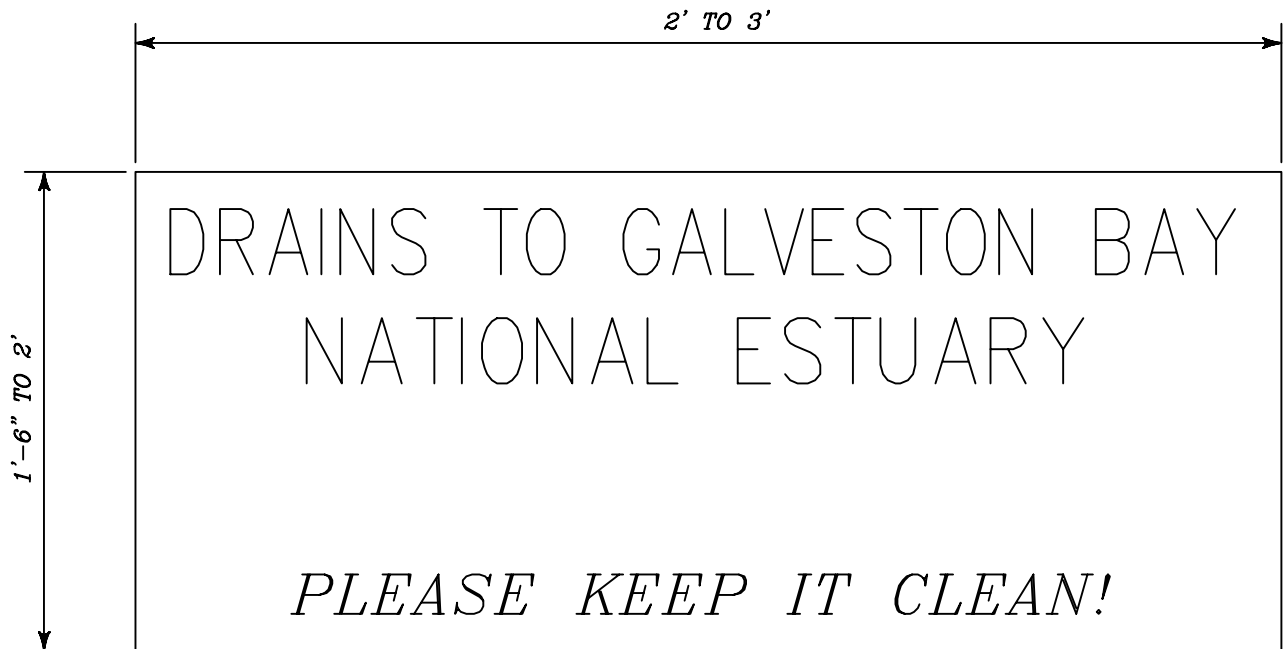 2' TO 3'
DRAINS TO GALVESTON BAY
NATIONAL ESTUARY
1'-6" TO 2'
PLEASE KEEP IT CLEAN!